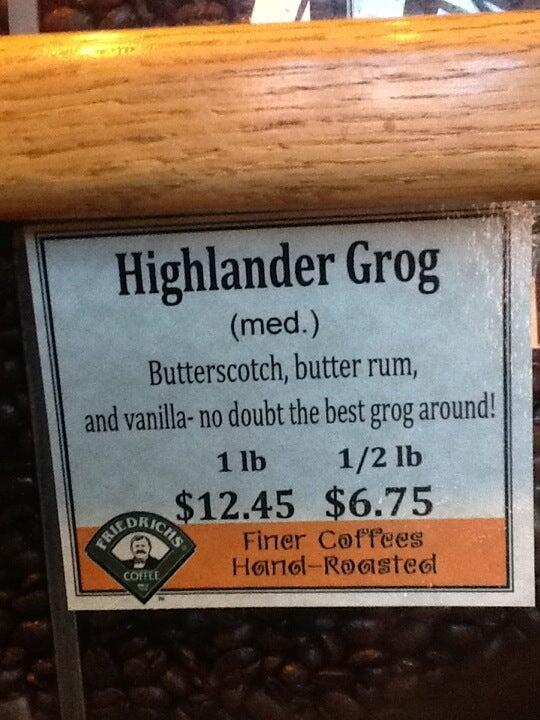 Highlander Grog
(med.)
Butterscotch, butter rum,
and vanilla- no doubt the best grog around!
1 lb 1/2 lb
$12.45 $6.75
Finer Coffees
Hand-Roasted
FRIEDRICHS
COFFEE